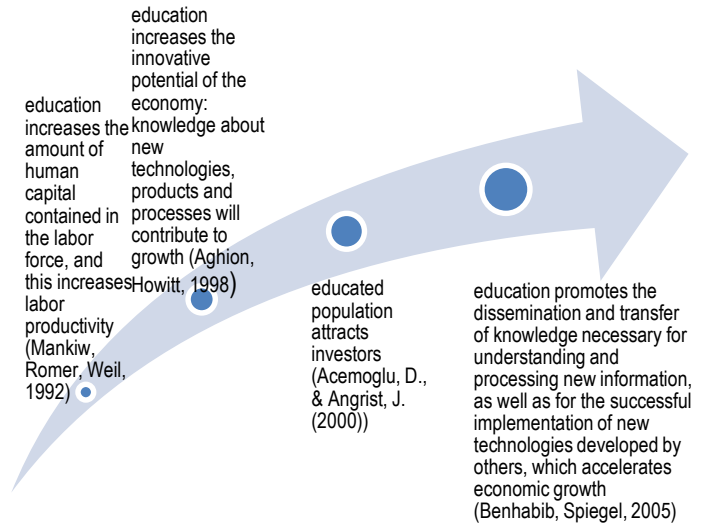 education
increases the
amount of
human
capital
contained in
the labor
force, and
this increases
labor
productivity
(Mankiw,
Romer, Weil,
1992)
education
increases the
innovative
potential of the
economy:
knowledge about
new
technologies,
products and
processes will
contribute to
growth (Aghion,
Howitt, 1998)
educated
population
attracts
investors
(Acemoglu, D.,
& Angrist, J.
(2000))
education promotes the
dissemination and transfer
of knowledge necessary for
understanding and
processing new information,
as well as for the successful
implementation of new
technologies developed by
others, which accelerates
economic growth
(Benhabib, Spiegel, 2005)